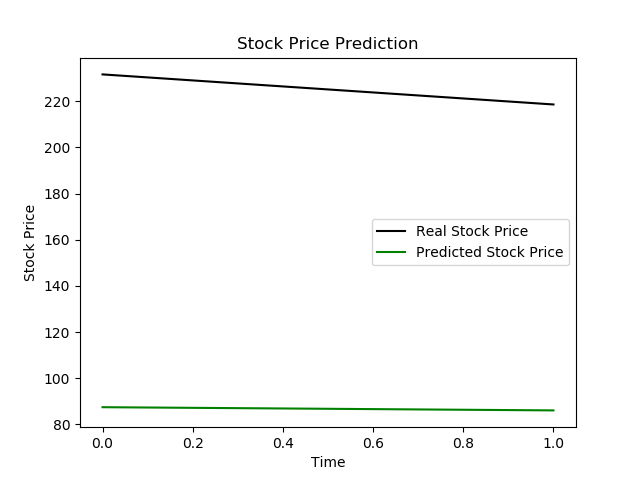 Stock Price Prediction
220
200
180
160
140
120
100
80
Stock Price
Real Stock Price
Predicted Stock Price
0.0 0.2 0.4 0.6 0.8 1.0
Time